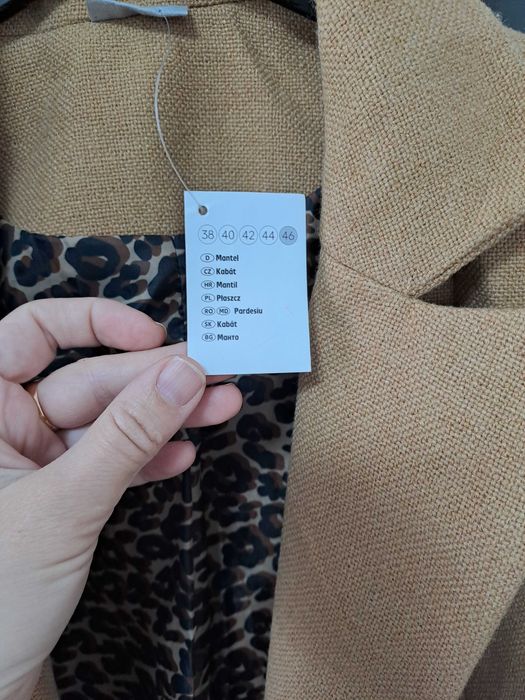 38 40 42 44 46
D Mantel
CZ Kabát
HR Mantil
PL Płaszcz
RO MD Pardesiu
SK Kabát
BG Манто